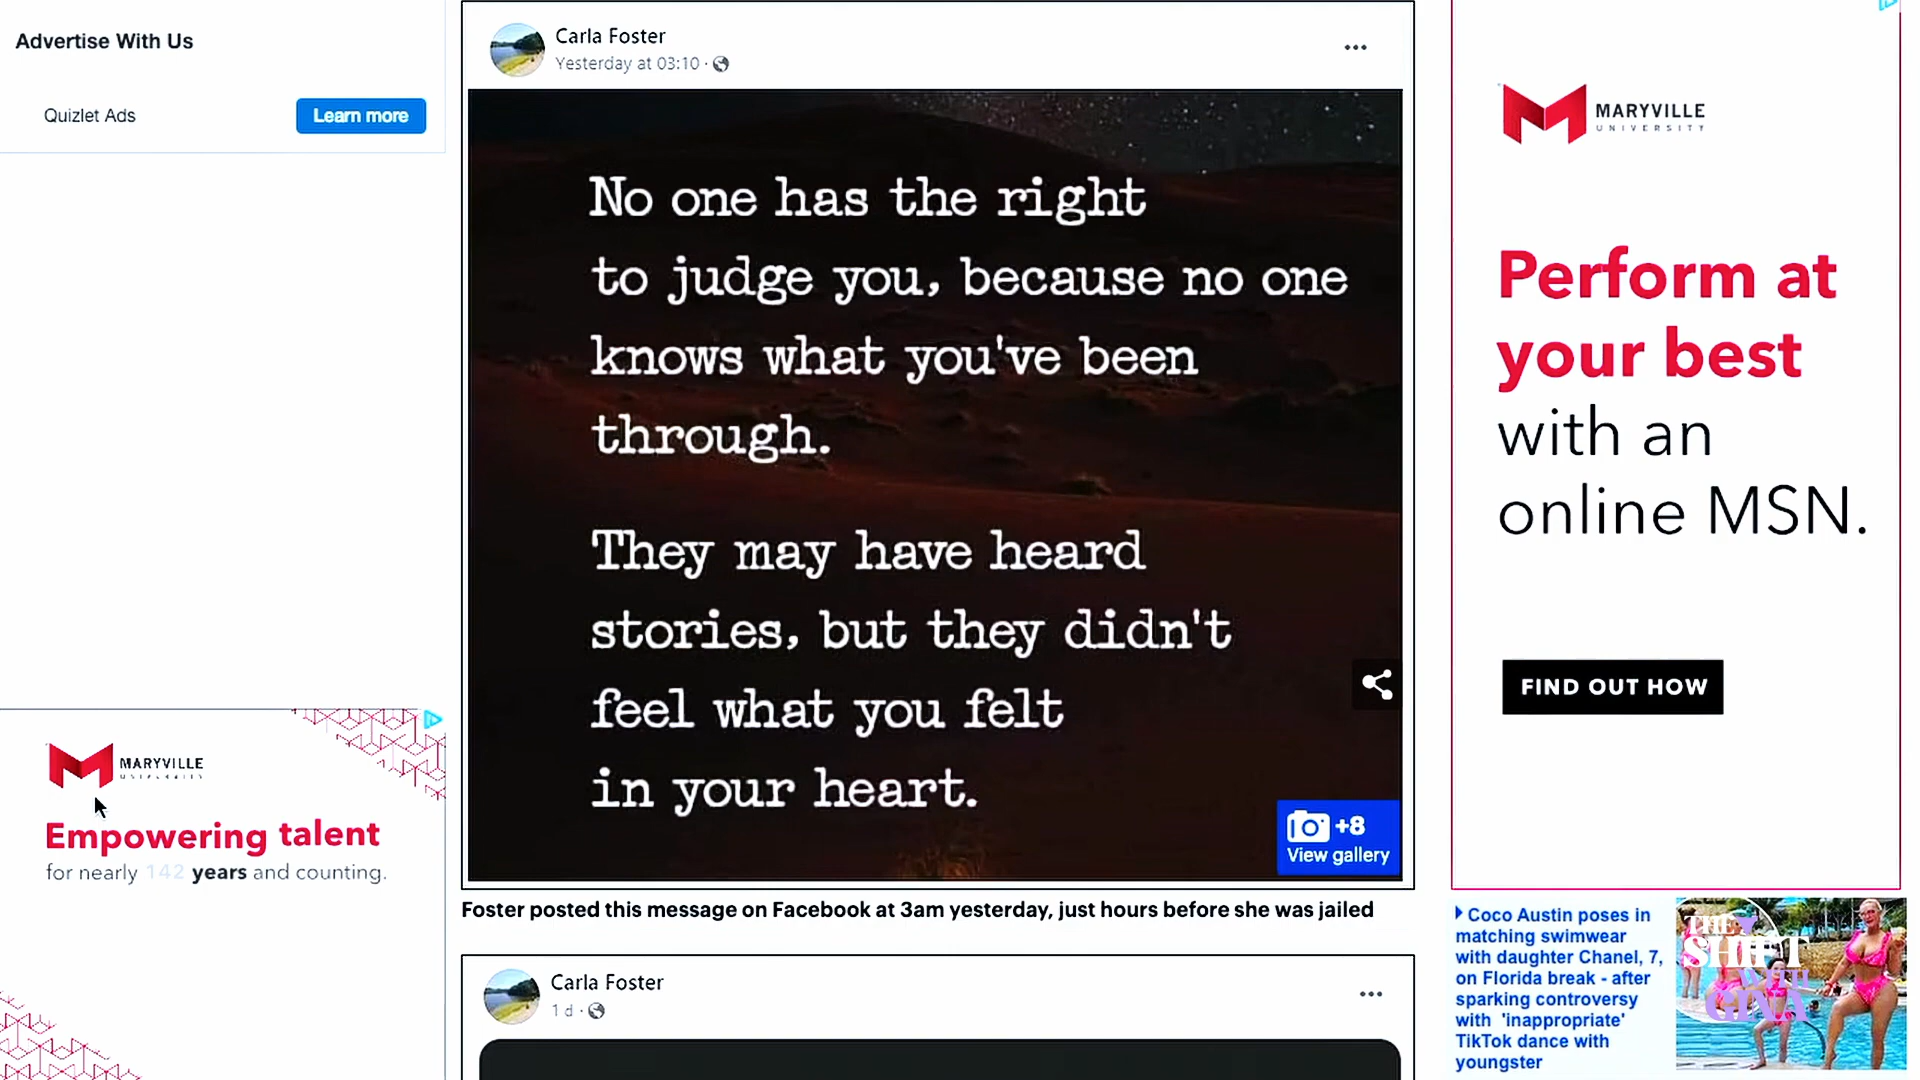 Advertise With Us
Quizlet Ads
Learn more
MARYVILLE
Empowering talent
for nearly 142 years and counting.
Carla Foster
Yesterday at 03:10 ·
No one has the right
to judge you, because no one
knows what you've been
through.
They may have heard
stories, but they didn't
feel what you felt
in your heart.
+8
View gallery
Foster posted this message on Facebook at 3am yesterday, just hours before she was jailed
Carla Foster
1 d ·
MARYVILLE
UNIVERSITY
Perform at
your best
with an
online MSN.
FIND OUT HOW
Coco Austin poses in
matching swimwear
with daughter Chanel, 7,
on Florida break - after
sparking controversy
with 'inappropriate'
TikTok dance with
youngster
THE
SHIFT
WITH
GINA